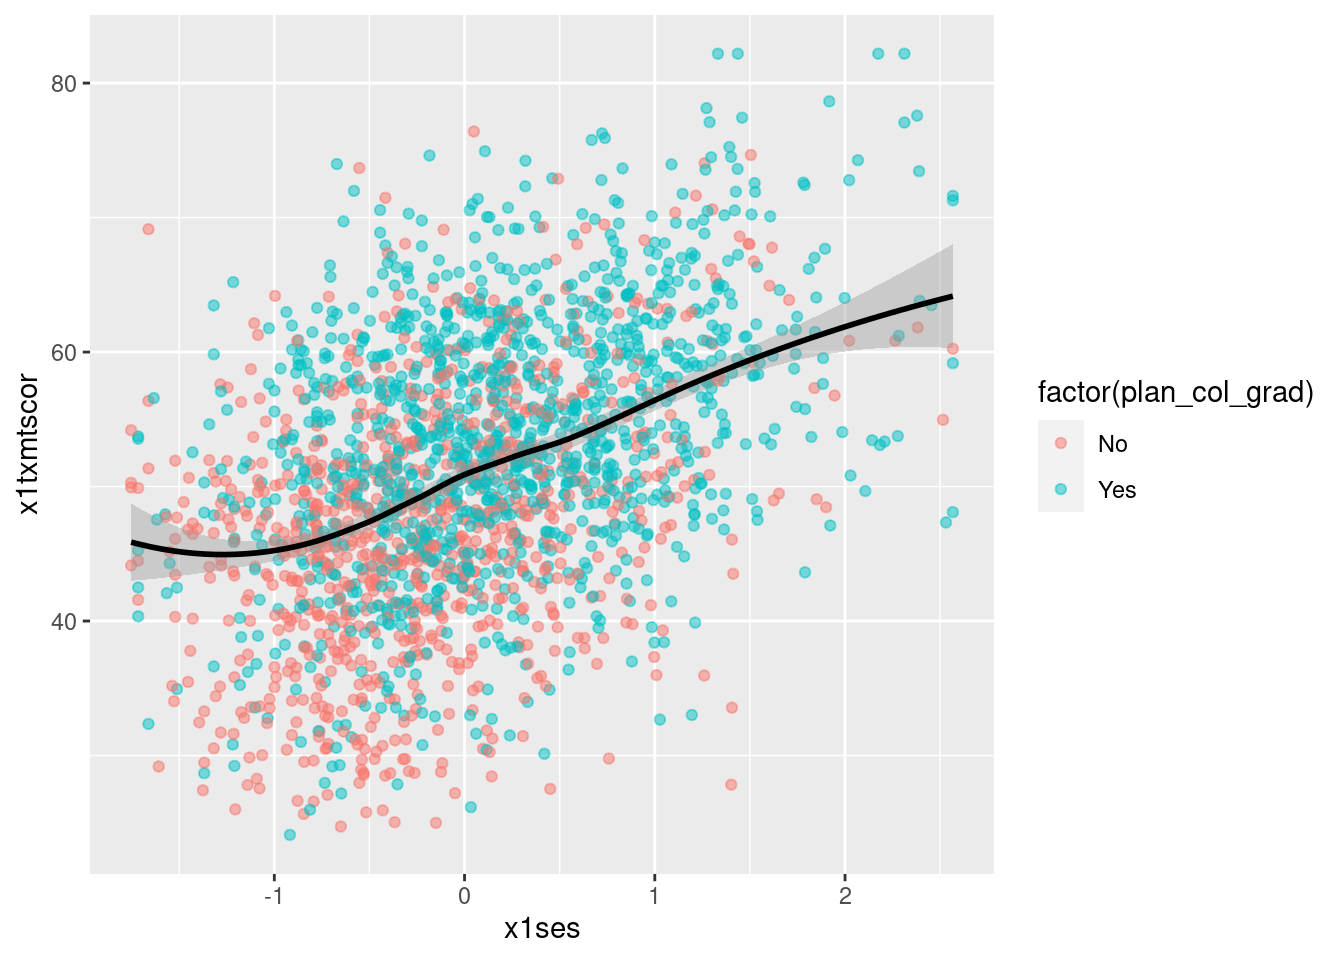 80
60
40
x1txmtscor
-1
0
1
2
x1ses
factor(plan_col_grad)
No
Yes